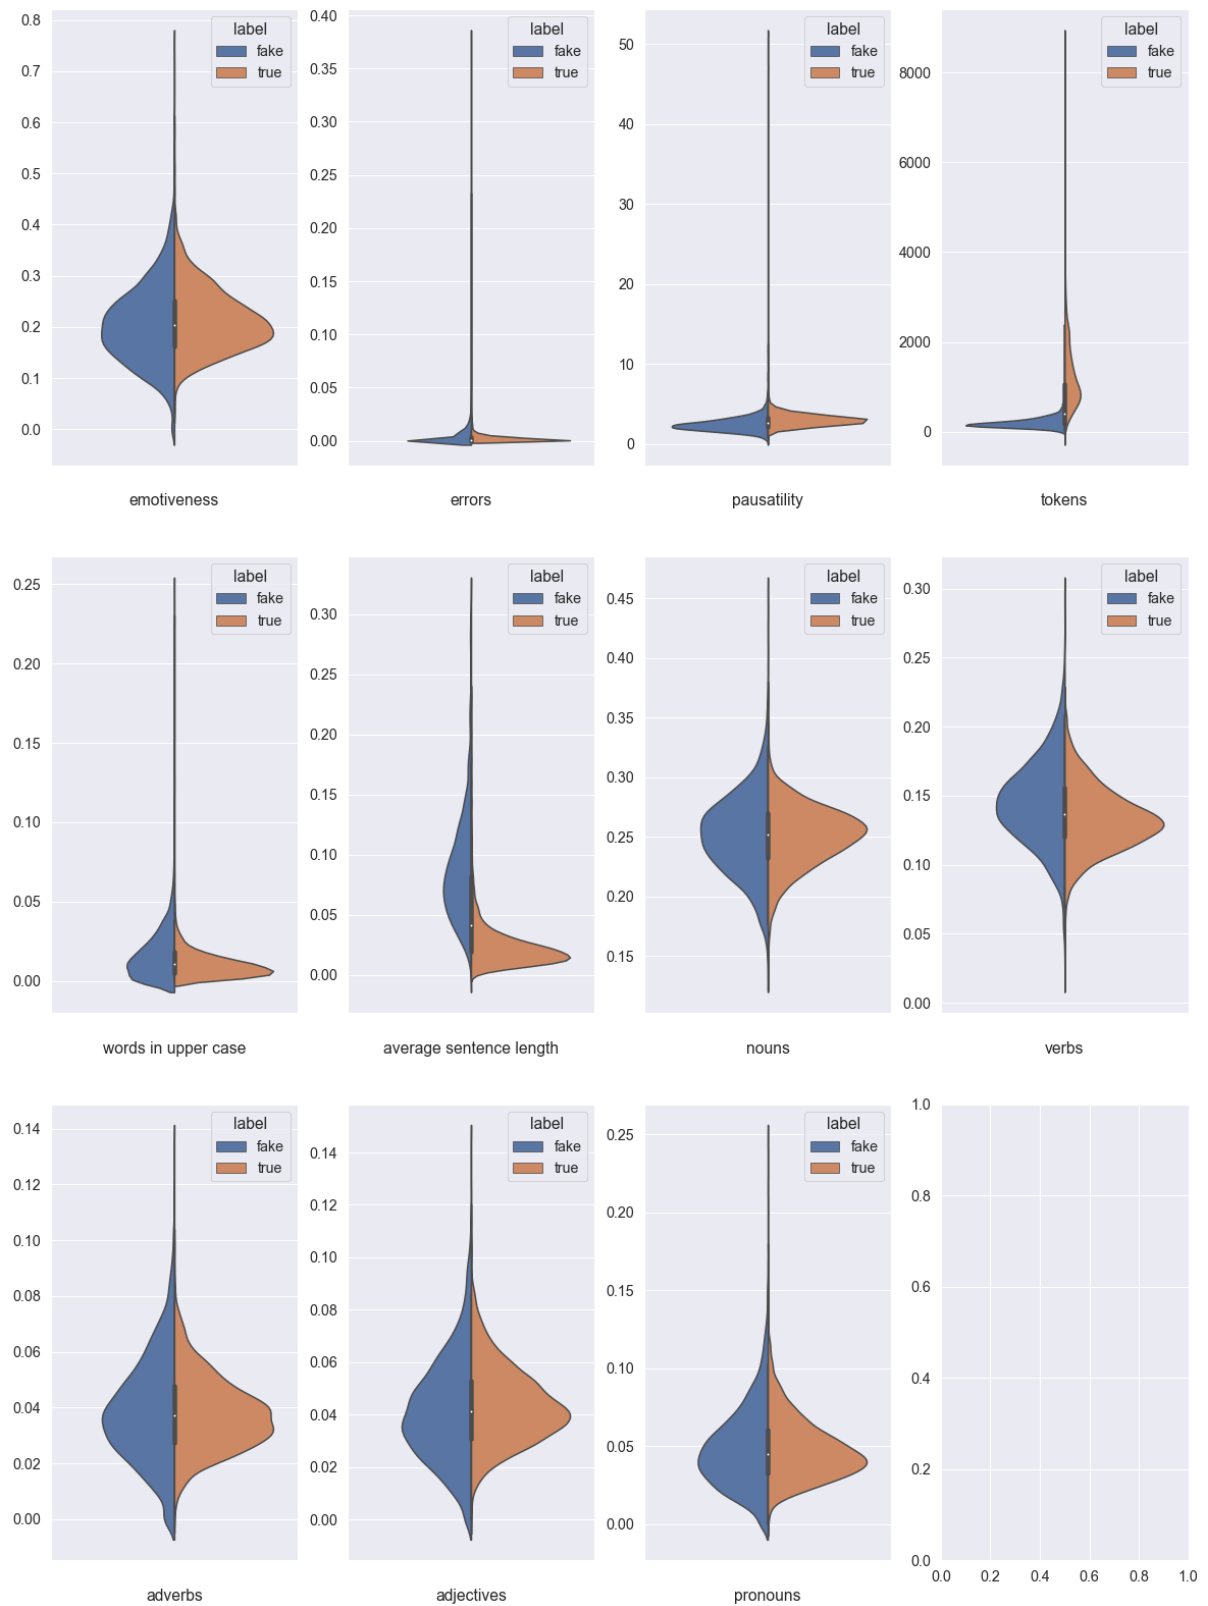 0.8
0.7
0.6
0.5
0.4
0.3
0.2
0.1
0.0
label
fake
true
emotiveness
0.40
0.35
0.30
0.25
0.20
0.15
0.10
0.05
0.00
label
fake
true
errors
50
40
30
20
10
0
label
fake
true
pausatility
8000
6000
4000
2000
0
label
fake
true
tokens
0.25
0.20
0.15
0.10
0.05
0.00
label
fake
true
words in upper case
0.30
0.25
0.20
0.15
0.10
0.05
0.00
label
fake
true
average sentence length
0.45
0.40
0.35
0.30
0.25
0.20
0.15
label
fake
true
nouns
0.30
0.25
0.20
0.15
0.10
0.05
0.00
label
fake
true
verbs
0.14
0.12
0.10
0.08
0.06
0.04
0.02
0.00
label
fake
true
adverbs
0.14
0.12
0.10
0.08
0.06
0.04
0.02
0.00
label
fake
true
adjectives
0.25
0.20
0.15
0.10
0.05
0.00
label
fake
true
pronouns
1.0
0.8
0.6
0.4
0.2
0.0
0.0 0.2 0.4 0.6 0.8 1.0